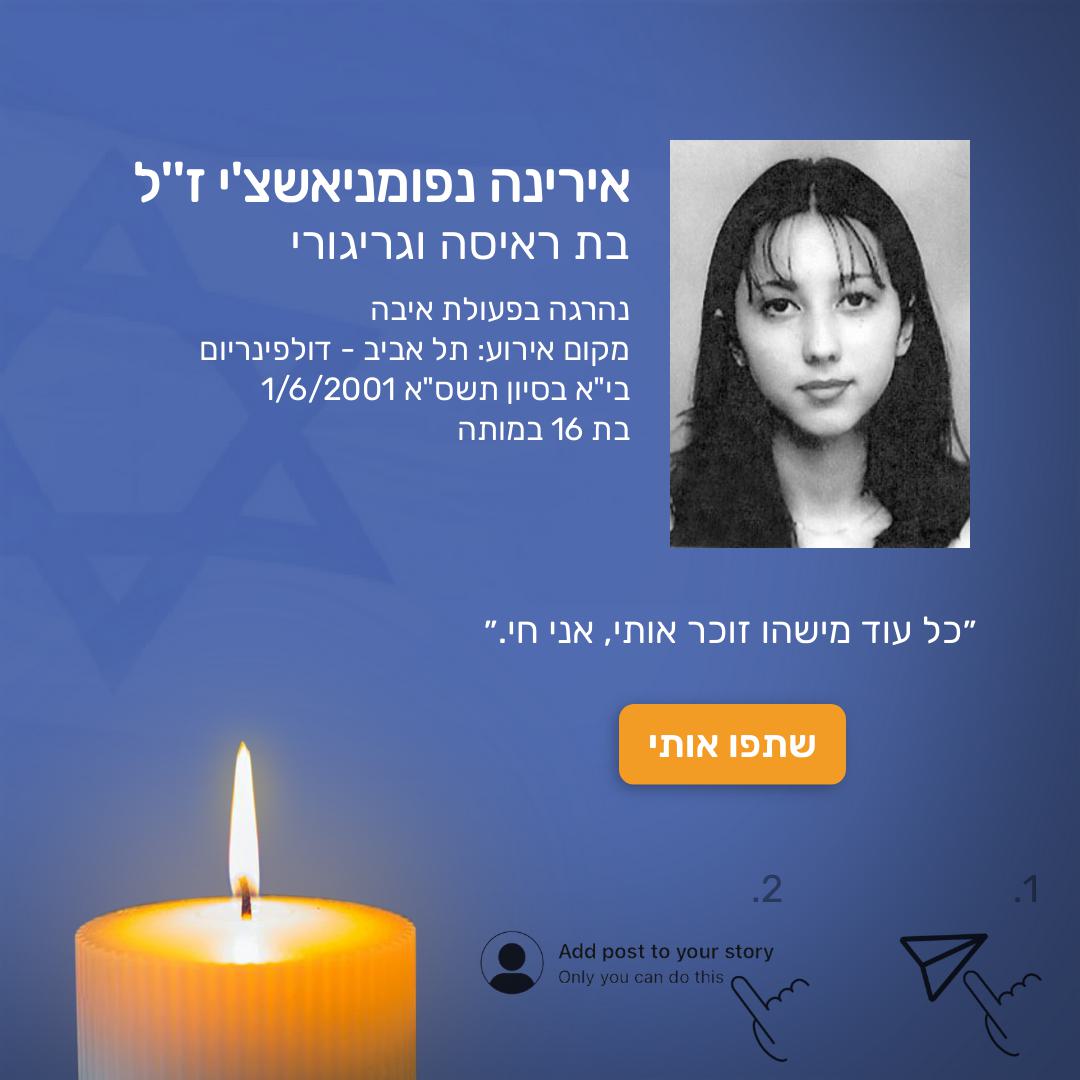 אירינה נפומניאשצ'י ז''ל
בת ראיסה וגריגורי
נהרגה בפעולת איבה
מקום אירוע: תל אביב - דולפינריום
בי"א בסיון תשס"א 1/6/2001
בת 16 במותה
״כל עוד מישהו זוכר אותי, אני חי.״
שתפו אותי
1.
2.
Add post to your story
Only you can do this